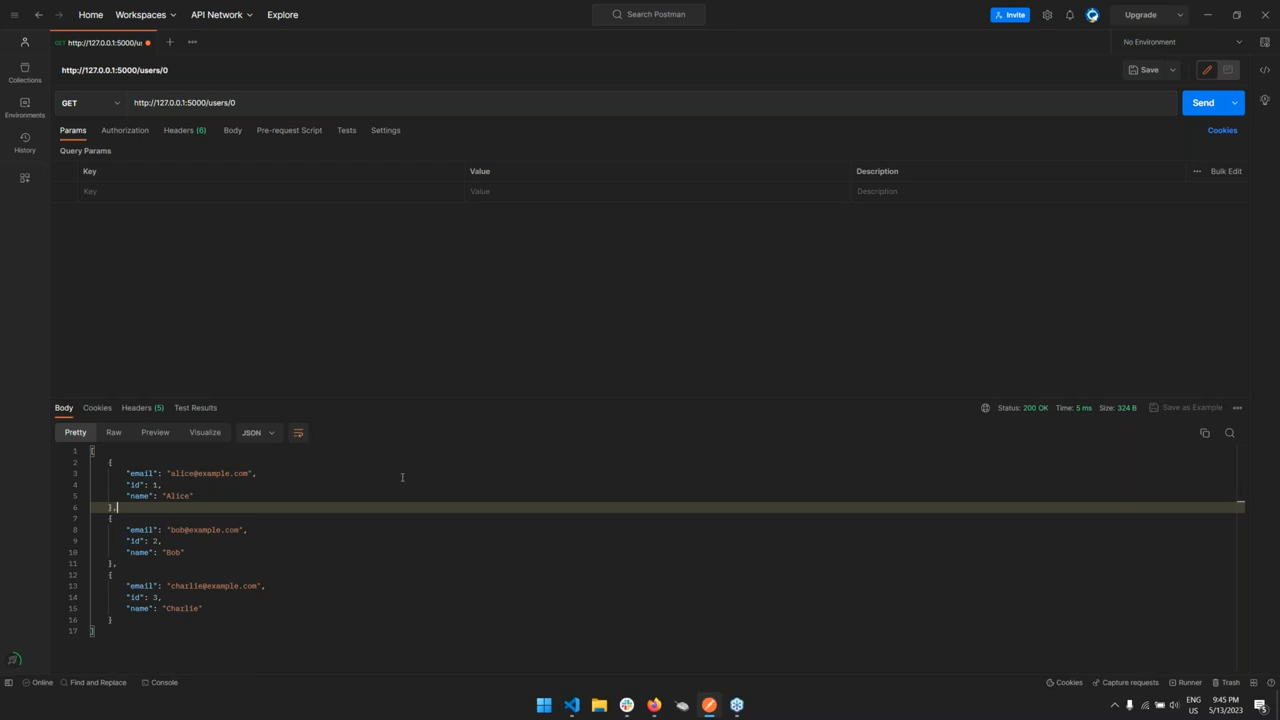 Home Workspaces API Network Explore Search Postman Invite Upgrade
GET http://127.0.0.1:5000/us No Environment
http://127.0.0.1:5000/users/0 Save
GET http://127.0.0.1:5000/users/0 Send
Params Authorization Headers (6) Body Pre-request Script Tests Settings Cookies
Query Params
Key Value Description Bulk Edit
Key Value Description
Collections
Environments
History
Body Cookies Headers (5) Test Results Status: 200 OK Time: 5 ms Size: 324 B Save as Example
Pretty Raw Preview Visualize JSON
1 [
2 {
3 "email": "alice@example.com",
4 "id": 1,
5 "name": "Alice"
6 },
7 {
8 "email": "bob@example.com",
9 "id": 2,
10 "name": "Bob"
11 },
12 {
13 "email": "charlie@example.com",
14 "id": 3,
15 "name": "Charlie"
16 }
17 ]
Online Find and Replace Console Cookies Capture requests Runner Trash
ENG 9:45 PM
US 5/13/2023 5